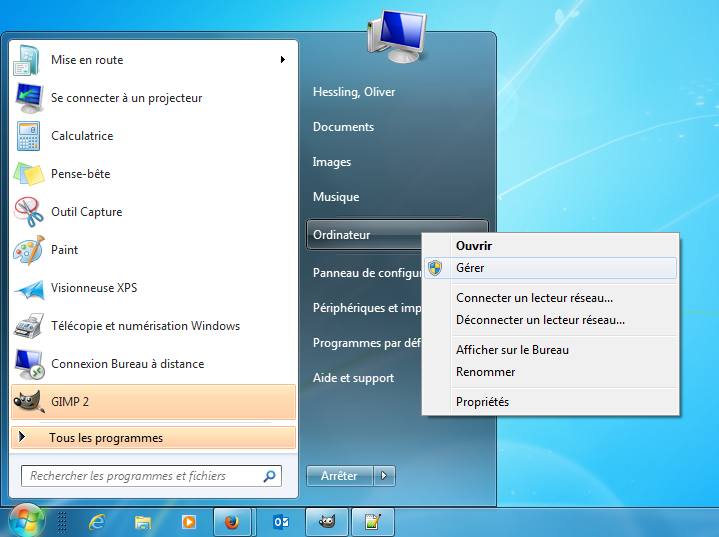 Mise en route
Se connecter à un projecteur
Calculatrice
Pense-bête
Outil Capture
Paint
Visionneuse XPS
Télécopie et numérisation Windows
Connexion Bureau à distance
GIMP 2
Tous les programmes
Rechercher les programmes et fichiers
Hessling, Oliver
Documents
Images
Musique
Ordinateur
Panneau de configu
Périphériques et imp
Programmes par déf
Aide et support
Arrêter
Ouvrir
Gérer
Connecter un lecteur réseau...
Déconnecter un lecteur réseau...
Afficher sur le Bureau
Renommer
Propriétés